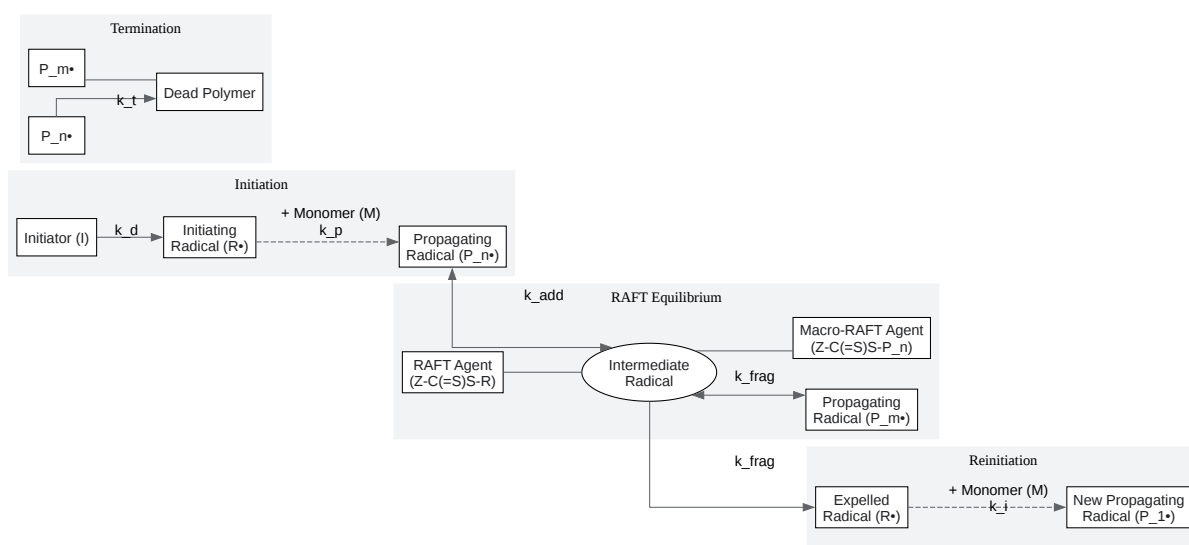 Termination
P_m•
Dead Polymer
k_t
P_n•
Initiation
+ Monomer (M)
k_p
Initiator (I)
k_d
Initiating
Radical (R•)
Propagating
Radical (P_n•)
RAFT Equilibrium
k_add
Macro-RAFT Agent
(Z-C(=S)S-P_n)
RAFT Agent
(Z-C(=S)S-R)
Intermediate
Radical
k_frag
Propagating
Radical (P_m•)
k_frag
Reinitiation
+ Monomer (M)
k_i
Expelled
Radical (R•)
New Propagating
Radical (P_1•)